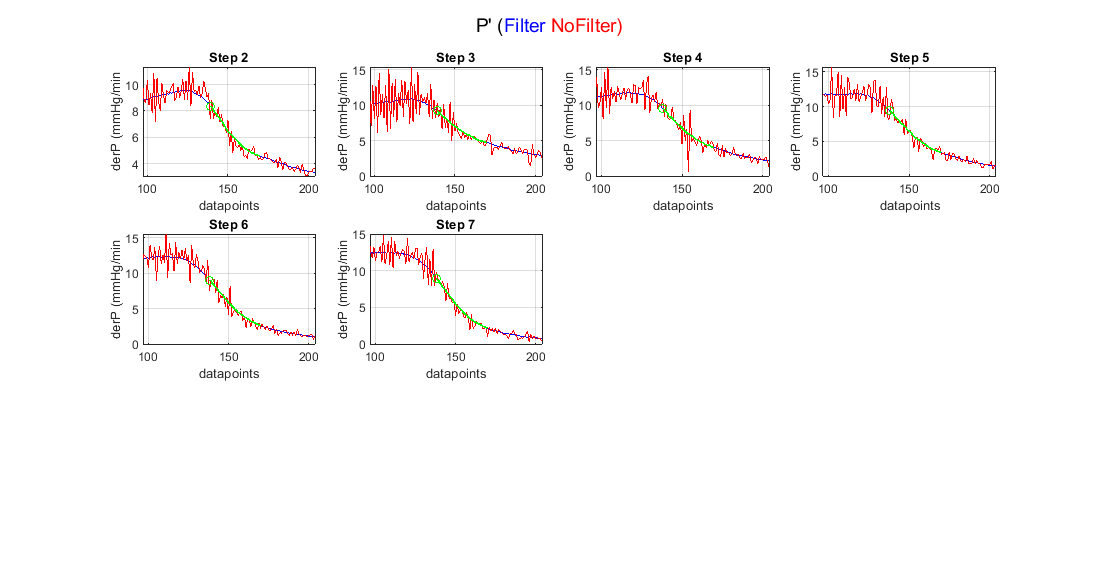 P' (Filter NoFilter)
Step 2
derP (mmHg/min
10
8
6
4
100 150 200
datapoints
Step 3
derP (mmHg/min
15
10
5
0
100 150 200
datapoints
Step 4
derP (mmHg/min
15
10
5
0
100 150 200
datapoints
Step 5
derP (mmHg/min
15
10
5
0
100 150 200
datapoints
Step 6
derP (mmHg/min
15
10
5
0
100 150 200
datapoints
Step 7
derP (mmHg/min
15
10
5
0
100 150 200
datapoints